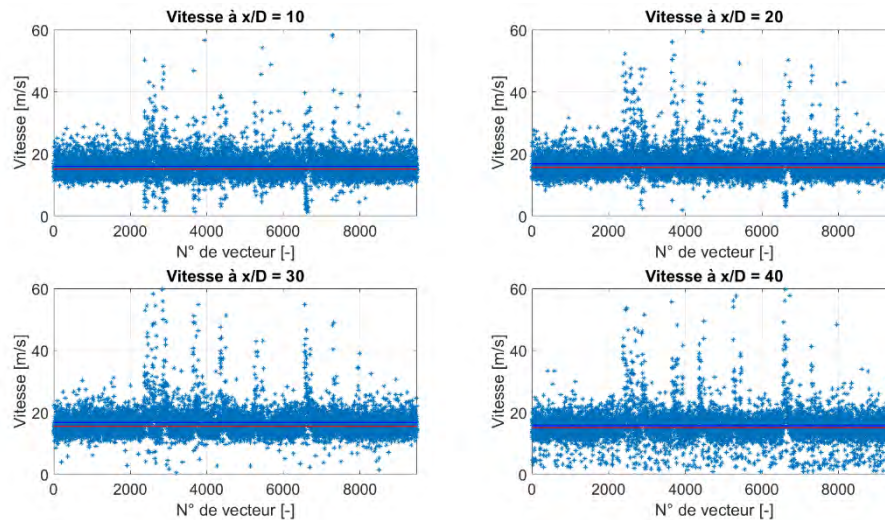 Vitesse à x/D = 10
60
40
20
0
Vitesse [m/s]
0 2000 4000 6000 8000
N° de vecteur [-]
Vitesse à x/D = 20
60
40
20
0
Vitesse [m/s]
0 2000 4000 6000 8000
N° de vecteur [-]
Vitesse à x/D = 30
60
40
20
0
Vitesse [m/s]
0 2000 4000 6000 8000
N° de vecteur [-]
Vitesse à x/D = 40
60
40
20
0
Vitesse [m/s]
0 2000 4000 6000 8000
N° de vecteur [-]